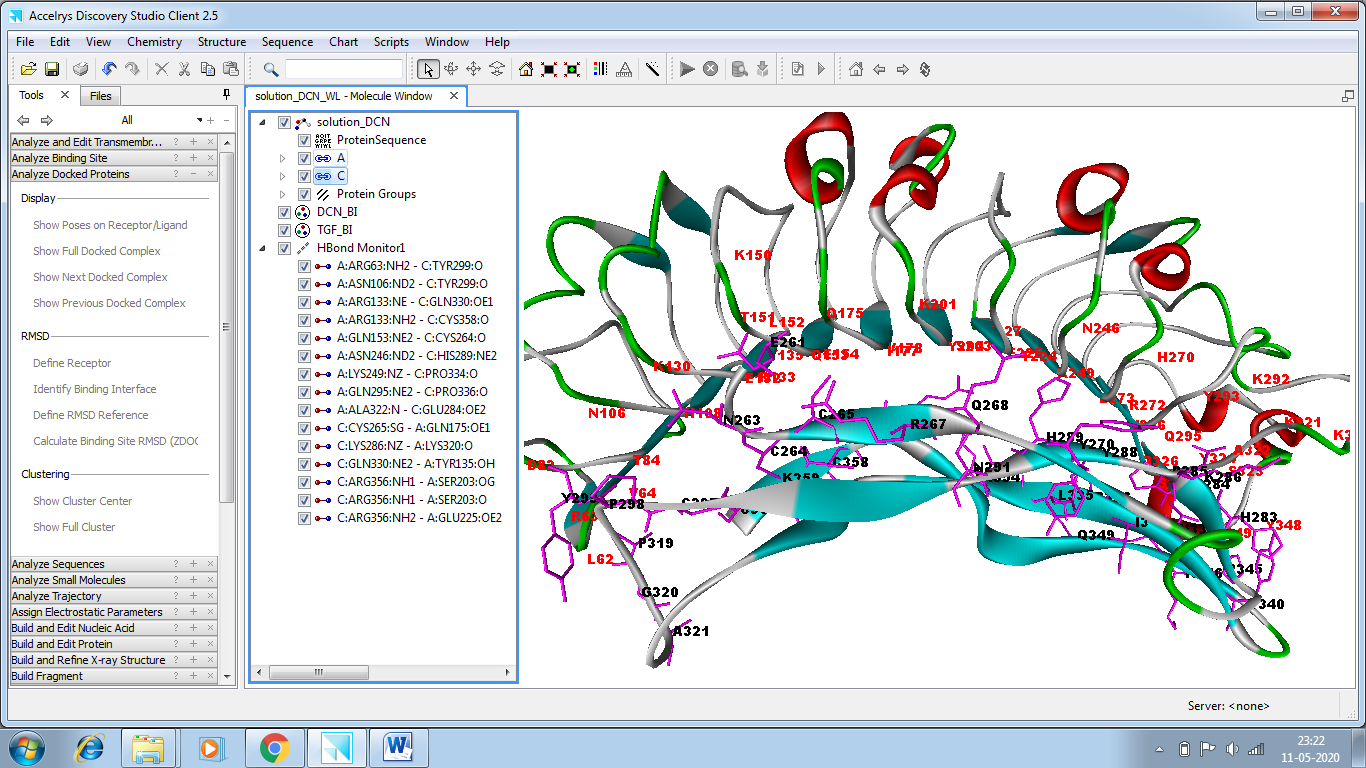 Accelrys Discovery Studio Client 2.5
File Edit View Chemistry Structure Sequence Chart Scripts Window Help
Tools Files
solution_DCN_WL - Molecule Window
All
Analyze and Edit Transmembr...
Analyze Binding Site
Analyze Docked Proteins
Display
Show Poses on Receptor/Ligand
Show Full Docked Complex
Show Next Docked Complex
Show Previous Docked Complex
RMSD
Define Receptor
Identify Binding Interface
Define RMSD Reference
Calculate Binding Site RMSD (ZDOC
Clustering
Show Cluster Center
Show Full Cluster
Analyze Sequences
Analyze Small Molecules
Analyze Trajectory
Assign Electrostatic Parameters
Build and Edit Nucleic Acid
Build and Edit Protein
Build and Refine X-ray Structure
Build Fragment
solution_DCN
ProteinSequence
A
C
Protein Groups
DCN_BI
TGF_BI
HBond Monitor1
A:ARG63:NH2 - C:TYR299:O
A:ASN106:ND2 - C:TYR299:O
A:ARG133:NE - C:GLN330:OE1
A:ARG133:NH2 - C:CYS358:O
A:GLN153:NE2 - C:CYS264:O
A:ASN246:ND2 - C:HIS289:NE2
A:LYS249:NZ - C:PRO334:O
A:GLN295:NE2 - C:PRO336:O
A:ALA322:N - C:GLU284:OE2
C:CYS265:SG - A:GLN175:OE1
C:LYS286:NZ - A:LYS320:O
C:GLN330:NE2 - A:TYR135:OH
C:ARG356:NH1 - A:SER203:OG
C:ARG356:NH1 - A:SER203:O
C:ARG356:NH2 - A:GLU225:OE2
K150
K201
T151
L152
Q175
E261
N246
H270
K130
K292
N106
N263
C265
Q268
R267
R272
Q295
H279
Y270
Y288
C264
C358
T84
K259
N291
P298
H283
Y348
P319
Q349
L62
G320
A321
Server: <none>
23:22
11-05-2020